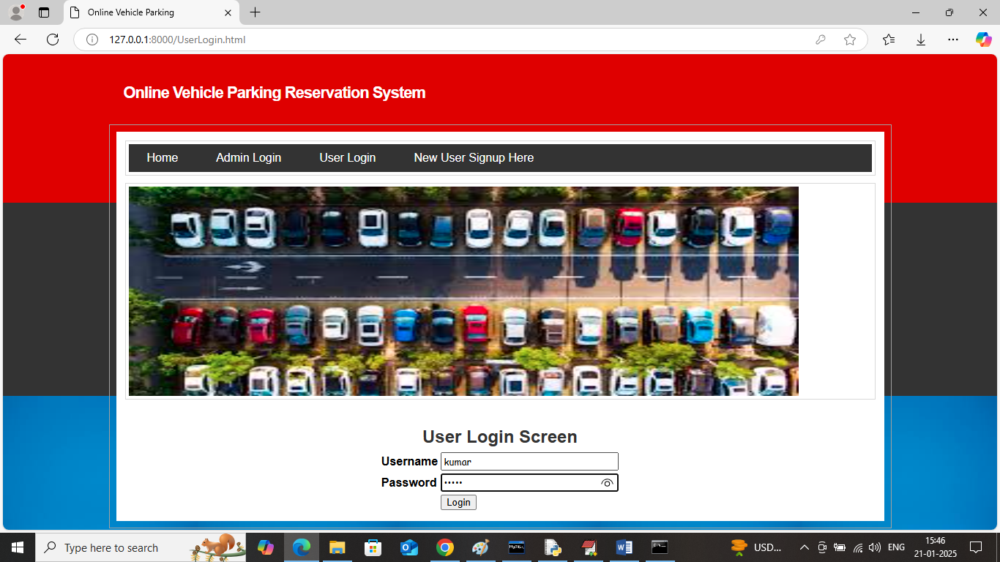 Online Vehicle Parking
127.0.0.1:8000/UserLogin.html
Online Vehicle Parking Reservation System
Home Admin Login User Login New User Signup Here
User Login Screen
Username kumar
Password •••••
Login
Type here to search
USD...
ENG
15:46
21-01-2025